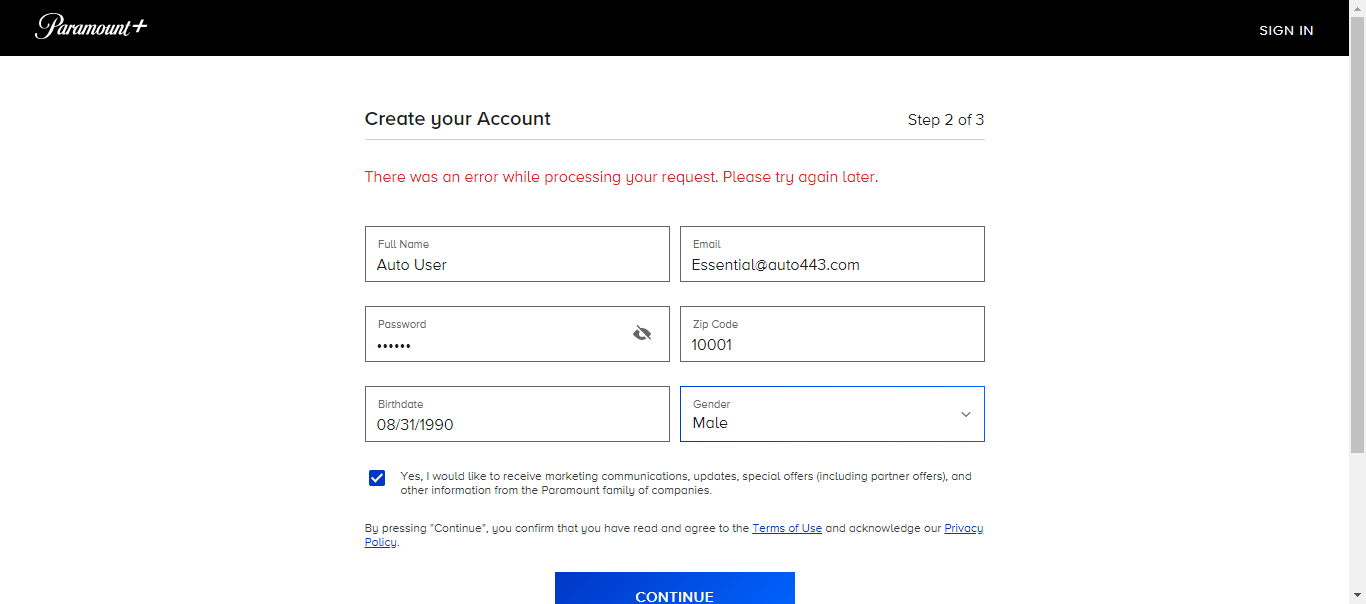 Paramount+
SIGN IN
Create your Account
Step 2 of 3
There was an error while processing your request. Please try again later.
Full Name
Auto User
Email
Essential@auto443.com
Password
••••••
Zip Code
10001
Birthdate
08/31/1990
Gender
Male
Yes, I would like to receive marketing communications, updates, special offers (including partner offers), and
other information from the Paramount family of companies.
By pressing "Continue", you confirm that you have read and agree to the Terms of Use and acknowledge our Privacy
Policy.
CONTINUE